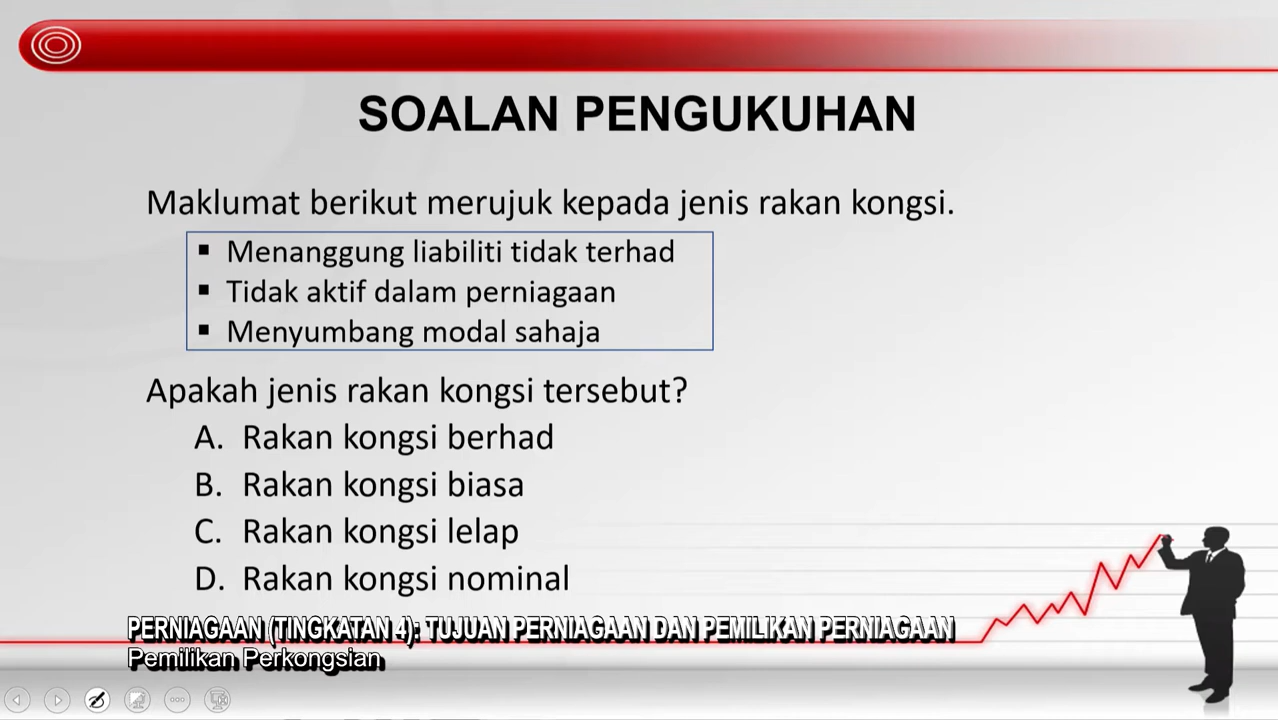 SOALAN PENGUKUHAN
Maklumat berikut merujuk kepada jenis rakan kongsi.
▪ Menanggung liabiliti tidak terhad
▪ Tidak aktif dalam perniagaan
▪ Menyumbang modal sahaja
Apakah jenis rakan kongsi tersebut?
A. Rakan kongsi berhad
B. Rakan kongsi biasa
C. Rakan kongsi lelap
D. Rakan kongsi nominal
PERNIAGAAN (TINGKATAN 4): TUJUAN PERNIAGAAN DAN PEMILIKAN PERNIAGAAN
Pemilikan Perkongsian